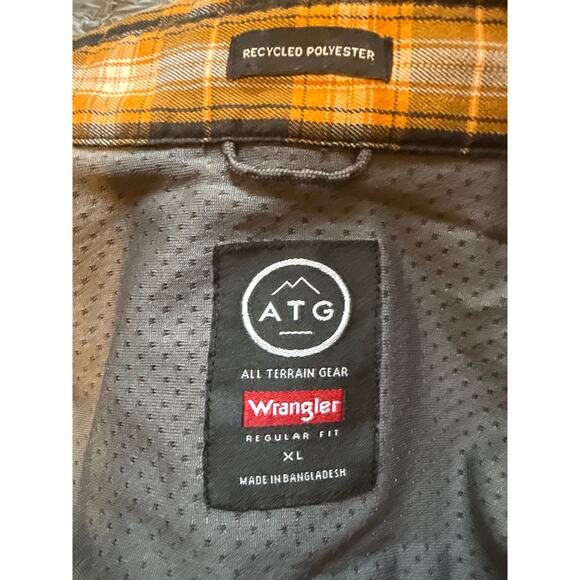 RECYCLED POLYESTER
ATG
ALL TERRAIN GEAR
Wrangler
REGULAR FIT
XL
MADE IN BANGLADESH